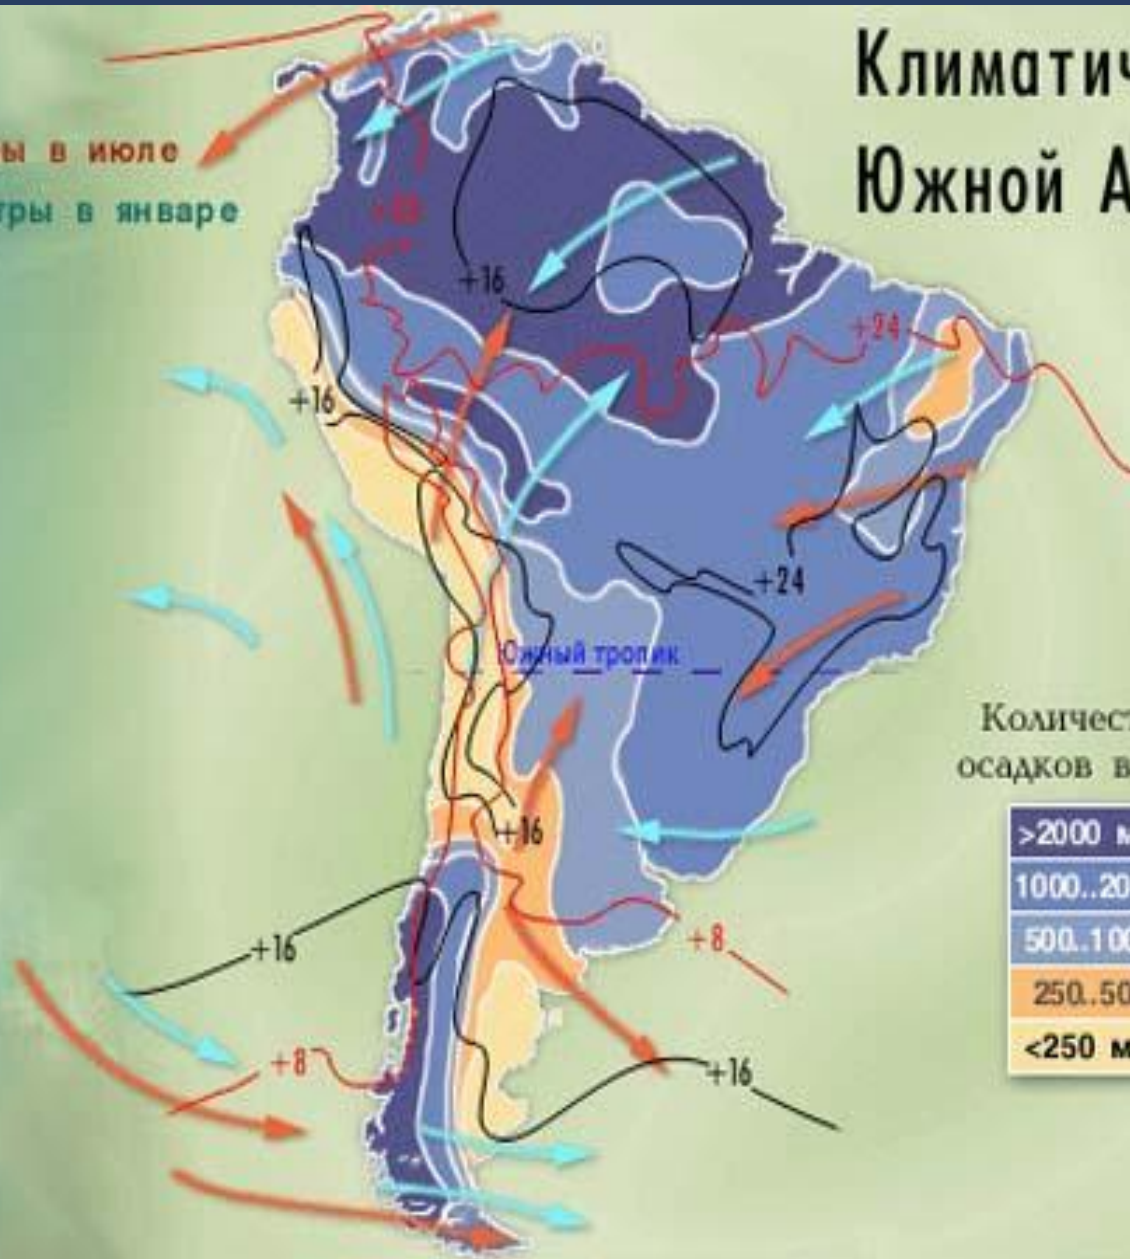 Климатич
Южной А
ы в июле
тры в январе
+16
+24
+16
+24
Южный тропик
Количест
осадков в
>2000 м
1000..20
500..100
250..50
<250 м
+16
+16
+8
+8
+16